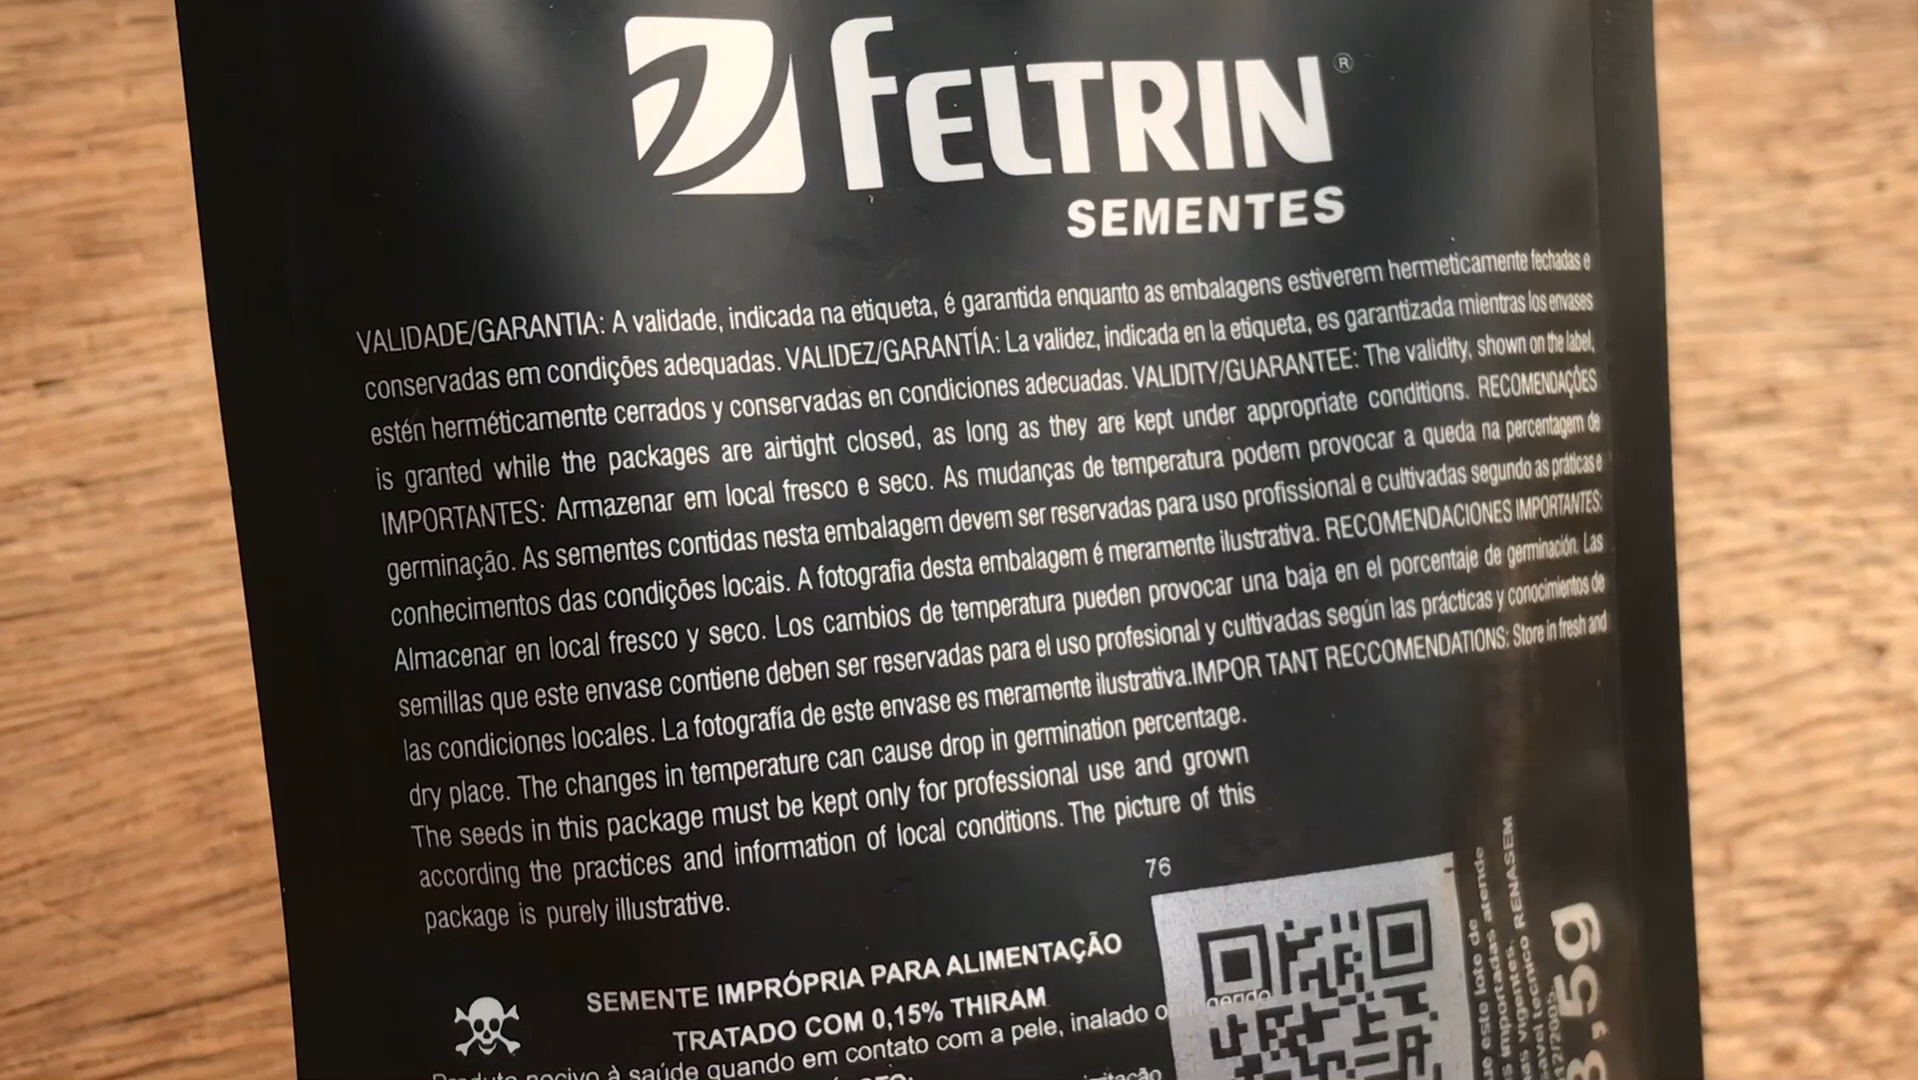 FELTRIN®
SEMENTES
VALIDADE/GARANTIA: A validade, indicada na etiqueta, é garantida enquanto as embalagens estiverem hermeticamente fechadas e
conservadas em condições adequadas. VALIDEZ/GARANTÍA: La validez, indicada en la etiqueta, es garantizada mientras los envases
estén herméticamente cerrados y conservadas en condiciones adecuadas. VALIDITY/GUARANTEE: The validity, shown on the label,
is granted while the packages are airtight closed, as long as they are kept under appropriate conditions. RECOMENDAÇÕES
IMPORTANTES: Armazenar em local fresco e seco. As mudanças de temperatura podem provocar a queda na percentagem de
germinação. As sementes contidas nesta embalagem devem ser reservadas para uso profissional e cultivadas segundo as práticas e
conhecimentos das condições locais. A fotografia desta embalagem é meramente ilustrativa. RECOMENDACIONES IMPORTANTES:
Almacenar en local fresco y seco. Los cambios de temperatura pueden provocar una baja en el porcentaje de germinación. Las
semillas que este envase contiene deben ser reservadas para el uso profesional y cultivadas según las prácticas y conocimientos de
las condiciones locales. La fotografía de este envase es meramente ilustrativa.IMPOR TANT RECCOMENDATIONS: Store in fresh and
dry place. The changes in temperature can cause drop in germination percentage.
The seeds in this package must be kept only for professional use and grown
according the practices and information of local conditions. The picture of this
package is purely illustrative.
76
SEMENTE IMPRÓPRIA PARA ALIMENTAÇÃO
TRATADO COM 0,15% THIRAM
nocivo à saúde quando em contato com a pele, inalado
este lote de
importadas atende
vigentes.
técnico RENASEM
,5g